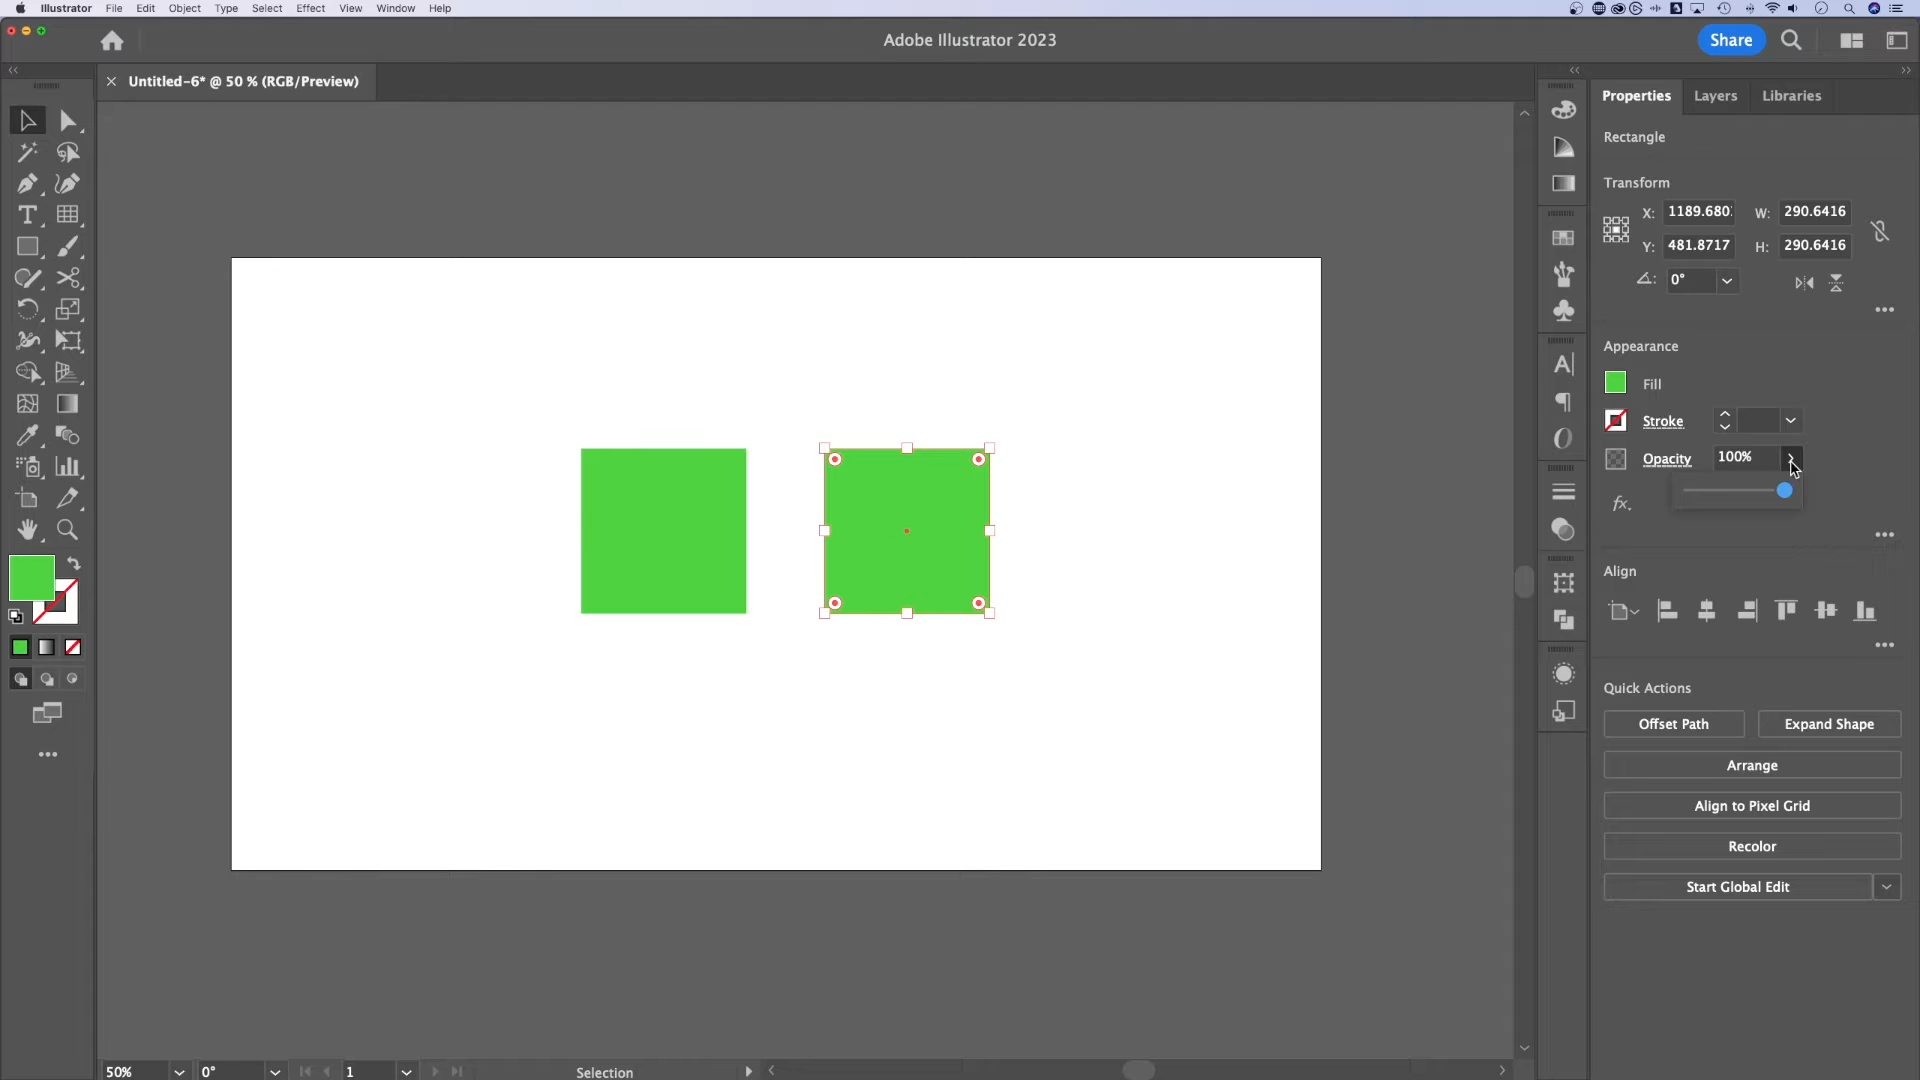 Illustrator File Edit Object Type Select Effect View Window Help
Adobe Illustrator 2023
Share
Untitled-6* @ 50 % (RGB/Preview)
Properties Layers Libraries
Rectangle
Transform
X: 1189.680 W: 290.6416
Y: 481.8717 H: 290.6416
0°
Appearance
Fill
Stroke
Opacity 100%
fx
Align
Quick Actions
Offset Path Expand Shape
Arrange
Align to Pixel Grid
Recolor
Start Global Edit
50% 0° 1 Selection